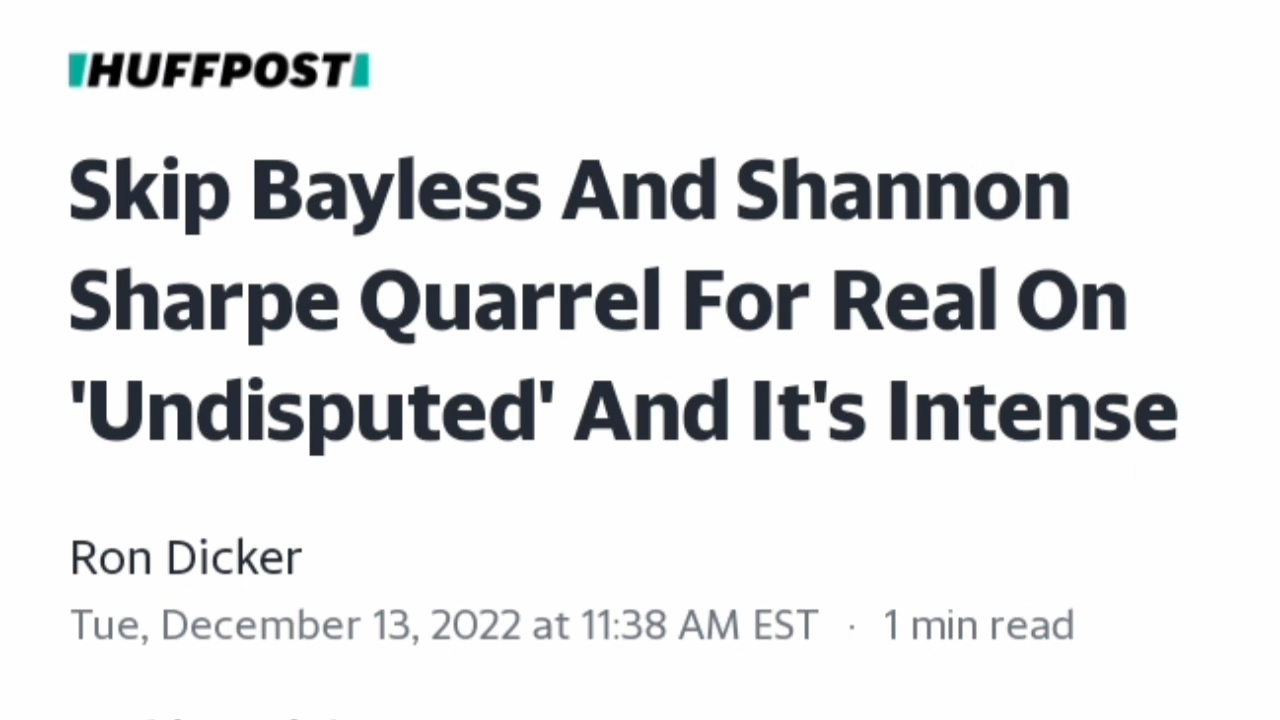 HUFFPOST
Skip Bayless And Shannon
Sharpe Quarrel For Real On
'Undisputed' And It's Intense
Ron Dicker
Tue, December 13, 2022 at 11:38 AM EST · 1 min read